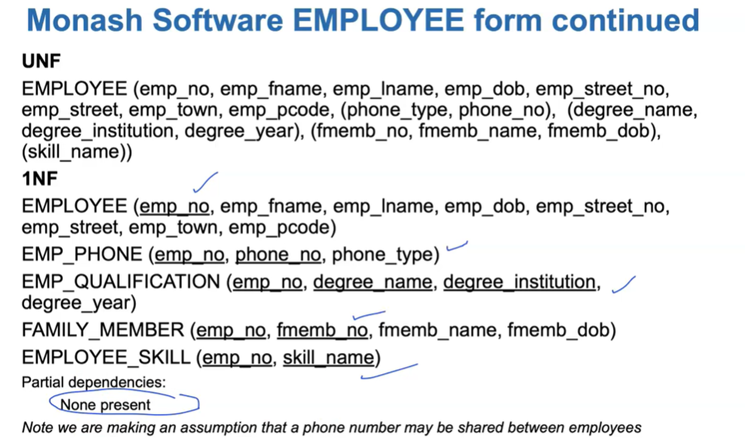 Monash Software EMPLOYEE form continued
UNF
EMPLOYEE (emp_no, emp_fname, emp_lname, emp_dob, emp_street_no,
emp_street, emp_town, emp_pcode, (phone_type, phone_no), (degree_name,
degree_institution, degree_year), (fmemb_no, fmemb_name, fmemb_dob),
(skill_name))
1NF
EMPLOYEE (emp_no, emp_fname, emp_lname, emp_dob, emp_street_no,
emp_street, emp_town, emp_pcode)
EMP_PHONE (emp_no, phone_no, phone_type)
EMP_QUALIFICATION (emp_no, degree_name, degree_institution,
degree_year)
FAMILY_MEMBER (emp_no, fmemb_no, fmemb_name, fmemb_dob)
EMPLOYEE_SKILL (emp_no, skill_name)
Partial dependencies:
None present
Note we are making an assumption that a phone number may be shared between employees